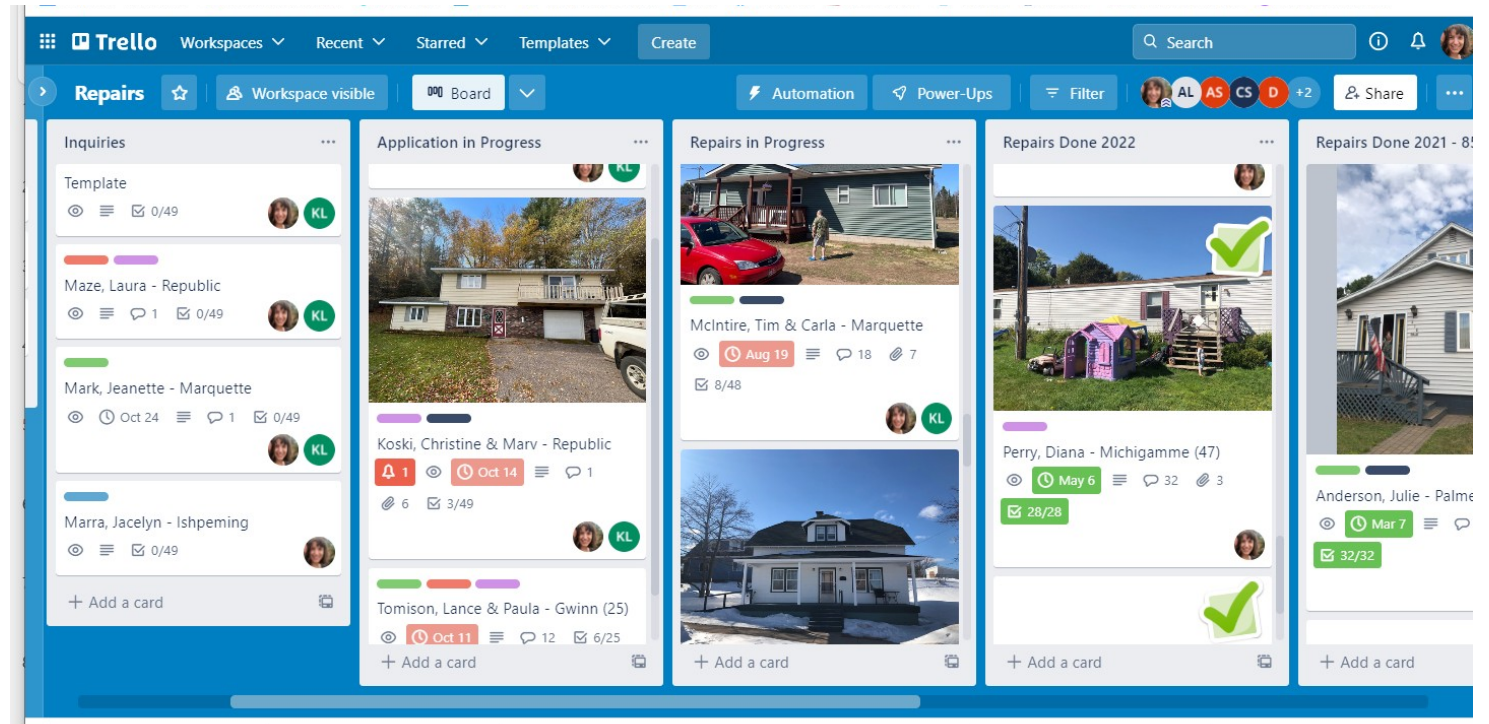 Trello Workspaces Recent Starred Templates Create Search
Repairs Workspace visible Board Automation Power-Ups Filter AL AS CS D +2 Share
Inquiries
Template
0/49 KL
Maze, Laura - Republic
1 0/49 KL
Mark, Jeanette - Marquette
Oct 24 1 0/49
KL
Marra, Jacelyn - Ishpeming
0/49
+ Add a card
Application in Progress
KL
Koski, Christine & Marv - Republic
1 Oct 14 1
6 3/49
KL
Tomison, Lance & Paula - Gwinn (25)
Oct 11 12 6/25
+ Add a card
Repairs in Progress
McIntire, Tim & Carla - Marquette
Aug 19 18 7
8/48
KL
+ Add a card
Repairs Done 2022
Perry, Diana - Michigamme (47)
May 6 32 3
28/28
+ Add a card
Repairs Done 2021 - 85
Anderson, Julie - Palme
Mar 7
32/32
+ Add a card